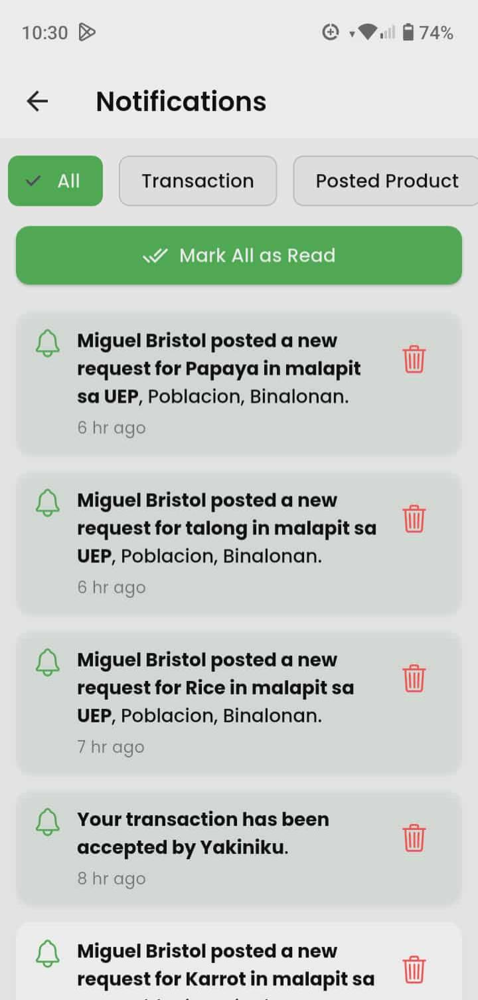 10:30 74%
Notifications
All Transaction Posted Product
Mark All as Read
Miguel Bristol posted a new
request for Papaya in malapit
sa UEP, Poblacion, Binalonan.
6 hr ago
Miguel Bristol posted a new
request for talong in malapit sa
UEP, Poblacion, Binalonan.
6 hr ago
Miguel Bristol posted a new
request for Rice in malapit sa
UEP, Poblacion, Binalonan.
7 hr ago
Your transaction has been
accepted by Yakiniku.
8 hr ago
Miguel Bristol posted a new
request for Karrot in malapit sa